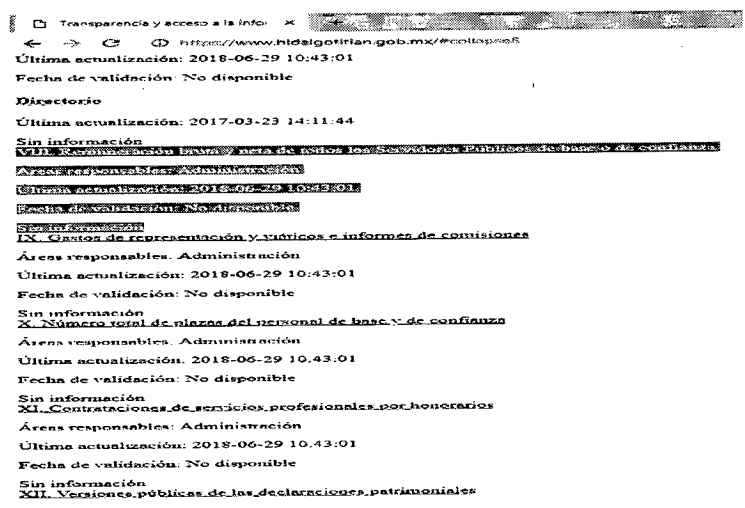 Transparencia y acceso a la infor ×
https://www.hidalgotitlan.gob.mx/#collapse8
Última actualización: 2018-06-29 10:43:01
Fecha de validación: No disponible
Directorio
Última actualización: 2017-03-23 14:11:44
Sin información
VIII. Remuneración bruta y neta de todos los Servidores Públicos de base o de confianza
Áreas responsables: Administración
Última actualización: 2018-06-29 10:43:01
Fecha de validación: No disponible
Sin información
IX. Gastos de representación y viáticos e informes de comisiones
Áreas responsables. Administración
Última actualización: 2018-06-29 10:43:01
Fecha de validación: No disponible
Sin información
X. Número total de plazas del personal de base y de confianza
Áreas responsables. Administración
Última actualización. 2018-06-29 10.43:01
Fecha de validación: No disponible
Sin información
XI. Contrataciones de servicios profesionales por honorarios
Áreas responsables: Administración
Última actualización: 2018-06-29 10.43:01
Fecha de validación: No disponible
Sin información
XII. Versiones públicas de las declaraciones patrimoniales